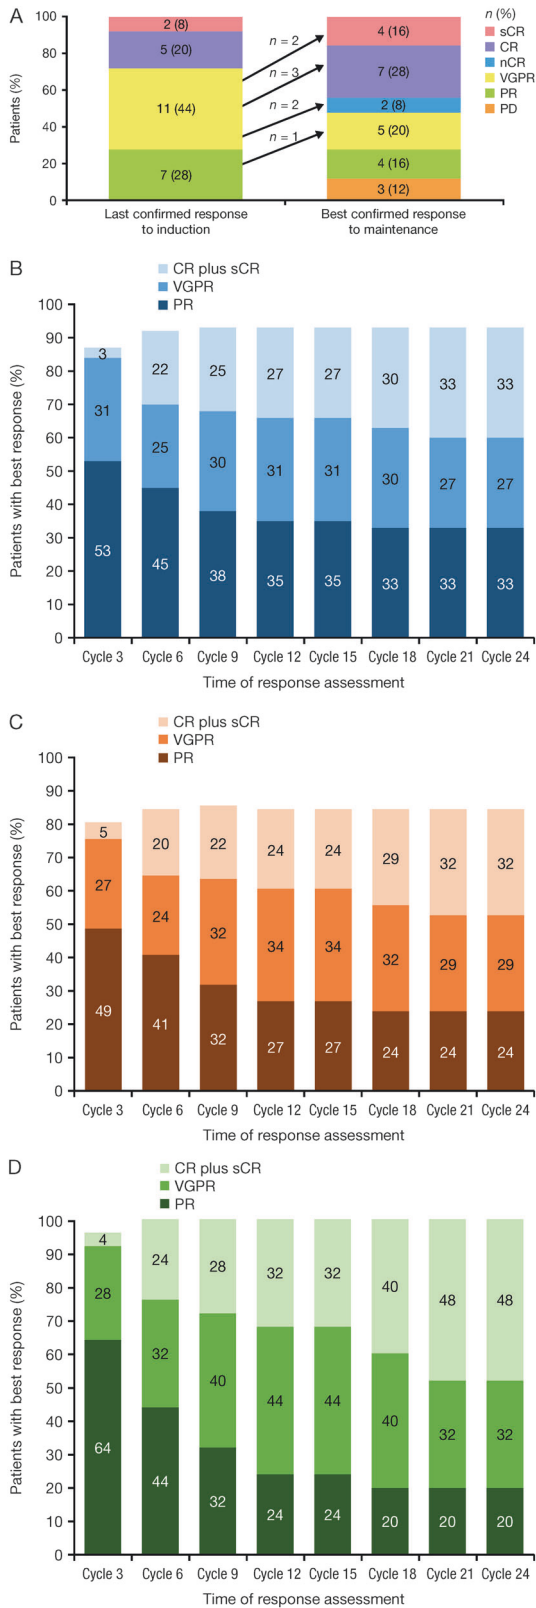 A
n (%)
sCR
CR
nCR
VGPR
PR
PD
Patients (%)
100
80
60
40
20
0
2 (8)
5 (20)
11 (44)
7 (28)
n = 2
n = 3
n = 2
n = 1
4 (16)
7 (28)
2 (8)
5 (20)
4 (16)
3 (12)
Last confirmed response
to induction
Best confirmed response
to maintenance
B
CR plus sCR
VGPR
PR
Patients with best response (%)
100
90
80
70
60
50
40
30
20
10
0
3 22 25 27 27 30 33 33
31 25 30 31 31 30 27 27
53 45 38 35 35 33 33 33
Cycle 3 Cycle 6 Cycle 9 Cycle 12 Cycle 15 Cycle 18 Cycle 21 Cycle 24
Time of response assessment
C
CR plus sCR
VGPR
PR
Patients with best response (%)
100
90
80
70
60
50
40
30
20
10
0
5 20 22 24 24 29 32 32
27 24 32 34 34 32 29 29
49 41 32 27 27 24 24 24
Cycle 3 Cycle 6 Cycle 9 Cycle 12 Cycle 15 Cycle 18 Cycle 21 Cycle 24
Time of response assessment
D
CR plus sCR
VGPR
PR
Patients with best response (%)
100
90
80
70
60
50
40
30
20
10
0
4 24 28 32 32 40 48 48
28 32 40 44 44 40 32 32
64 44 32 24 24 20 20 20
Cycle 3 Cycle 6 Cycle 9 Cycle 12 Cycle 15 Cycle 18 Cycle 21 Cycle 24
Time of response assessment